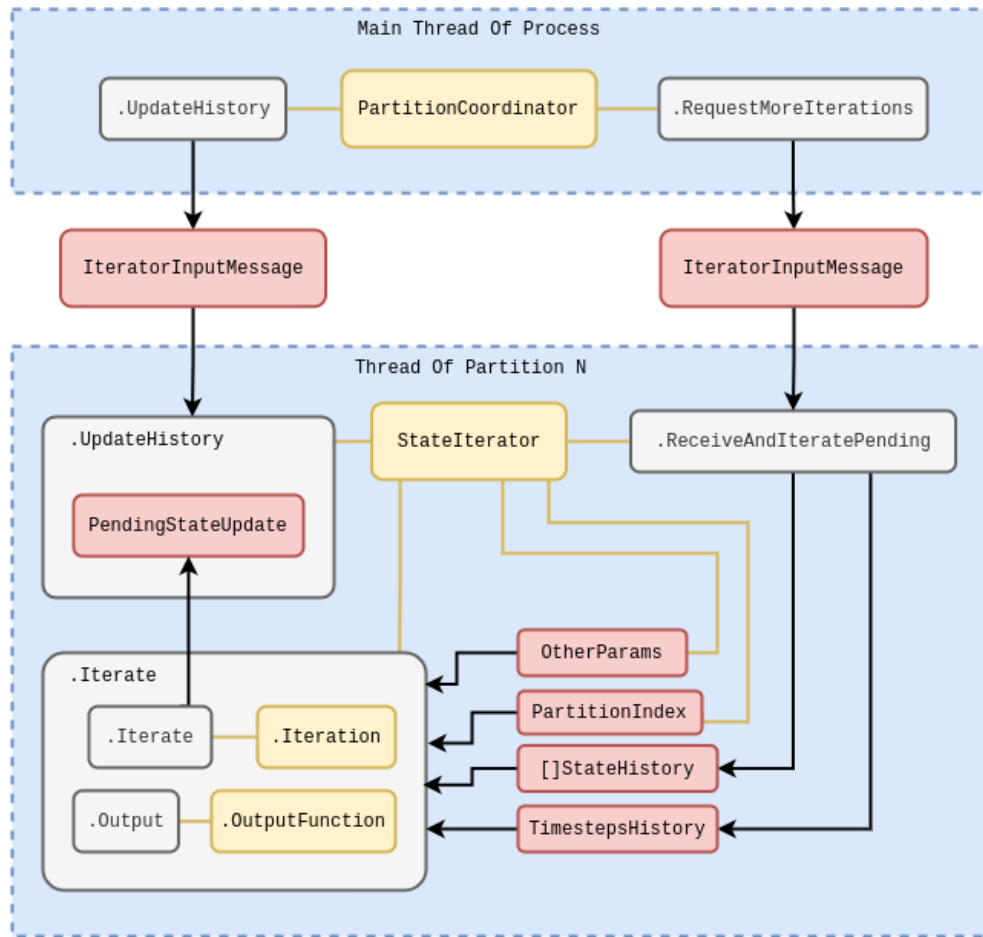 Main Thread Of Process
.UpdateHistory
PartitionCoordinator
.RequestMoreIterations
IteratorInputMessage
IteratorInputMessage
Thread Of Partition N
.UpdateHistory
StateIterator
.ReceiveAndIteratePending
PendingStateUpdate
.Iterate
OtherParams
PartitionIndex
.Iterate
.Iteration
[]StateHistory
.Output
.OutputFunction
TimestepsHistory